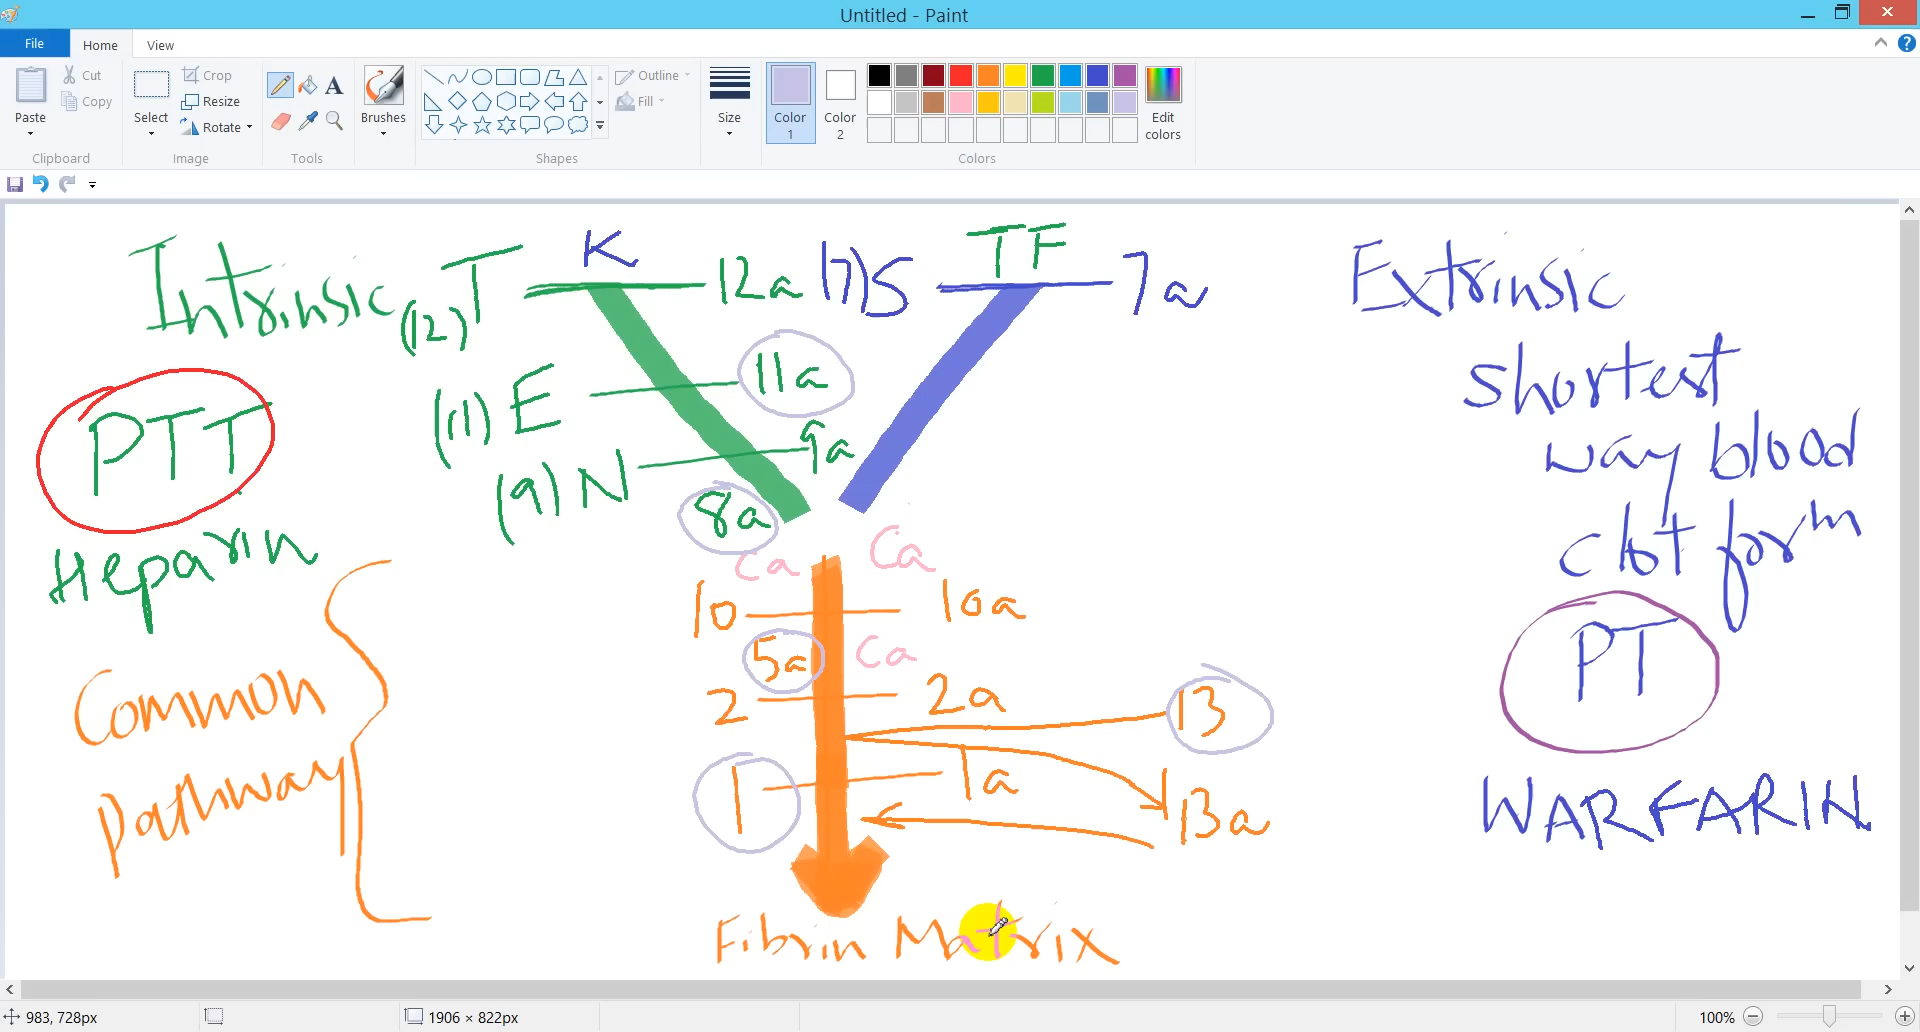 Untitled - Paint
File Home View
Paste Cut Copy Clipboard
Select Crop Resize Rotate Image
Tools
Brushes
Shapes
Outline
Fill
Size
Color 1
Color 2
Edit colors
Colors
Intrinsic
(12) T K 12a
(7) S TF 7a
Extrinsic
shortest
way blood
clot form
(11) E 11a
PTT
(9) N 9a
8a
Heparin
Ca Ca
10 10a
5a Ca
PT
2 2a
13
Common
Pathway
1 1a
13a
WARFARIN
Fibrin Matrix
983, 728px
1906 × 822px
100%